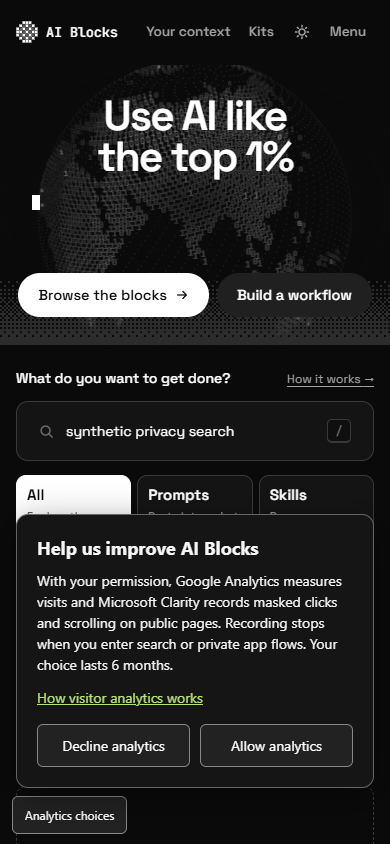 AI Blocks
Your context
Kits
Menu
Use AI like
the top 1%
Browse the blocks →
Build a workflow
What do you want to get done?
How it works →
synthetic privacy search
/
All
Prompts
Skills
Help us improve AI Blocks
With your permission, Google Analytics measures
visits and Microsoft Clarity records masked clicks
and scrolling on public pages. Recording stops
when you enter search or private app flows. Your
choice lasts 6 months.
How visitor analytics works
Decline analytics
Allow analytics
Analytics choices